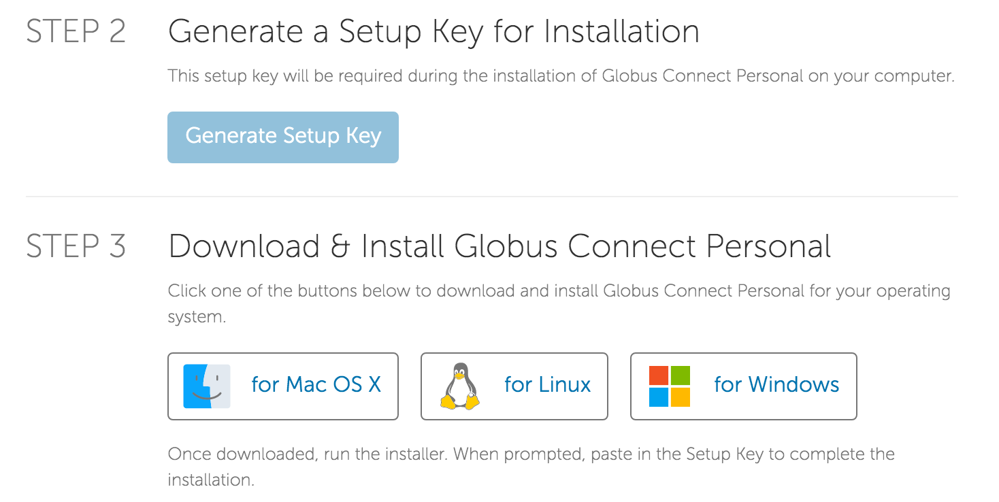 STEP 2
Generate a Setup Key for Installation
This setup key will be required during the installation of Globus Connect Personal on your computer.
Generate Setup Key
STEP 3
Download & Install Globus Connect Personal
Click one of the buttons below to download and install Globus Connect Personal for your operating
system.
for Mac OS X
for Linux
for Windows
Once downloaded, run the installer. When prompted, paste in the Setup Key to complete the
installation.